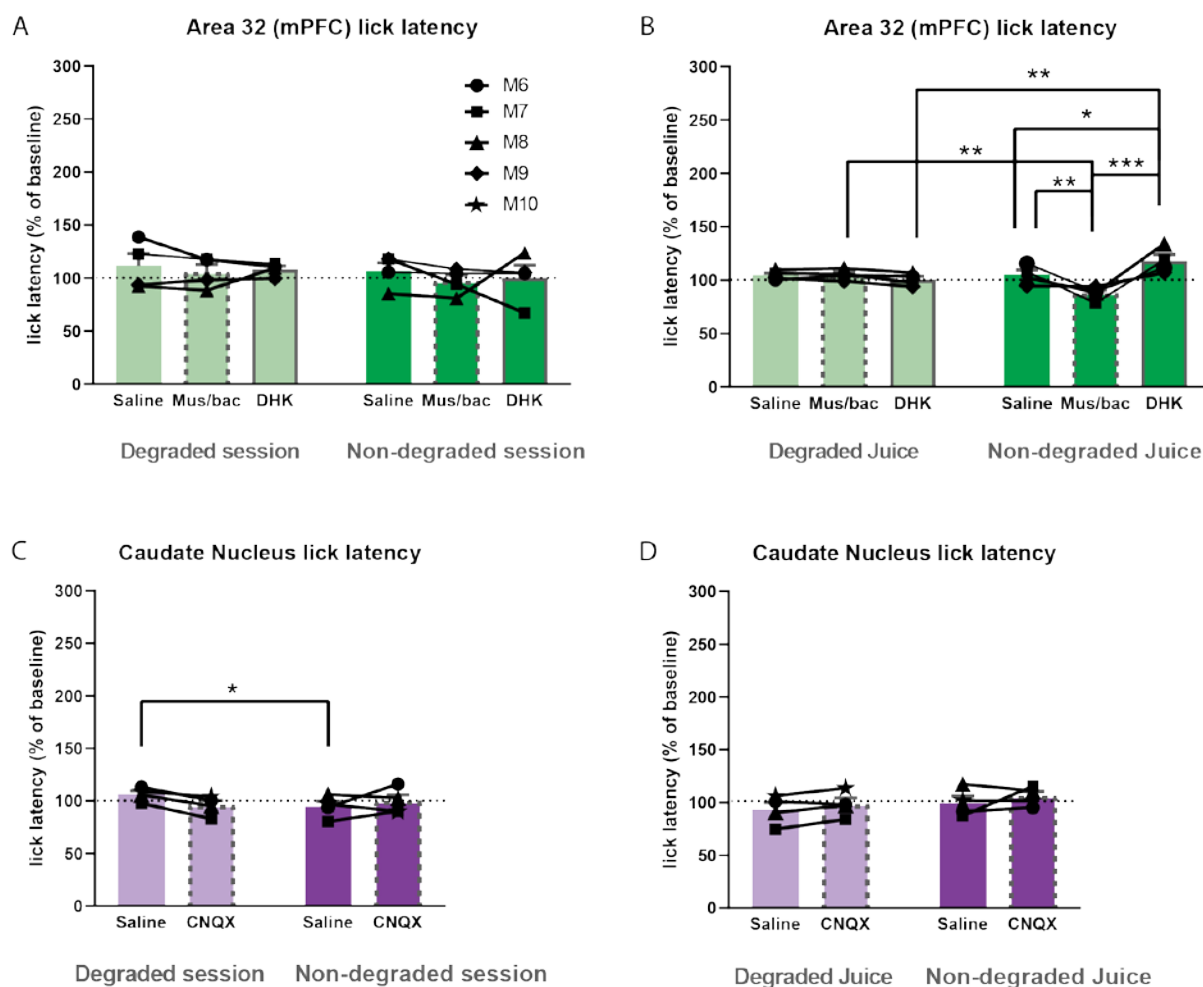 A
Area 32 (mPFC) lick latency
lick latency (% of baseline)
300
250
200
150
100
50
0
M6
M7
M8
M9
M10
Saline Mus/bac DHK
Saline Mus/bac DHK
Degraded session
Non-degraded session
B
Area 32 (mPFC) lick latency
lick latency (% of baseline)
300
250
200
150
100
50
0
**
*
**
***
**
Saline Mus/bac DHK
Saline Mus/bac DHK
Degraded Juice
Non-degraded Juice
C
Caudate Nucleus lick latency
lick latency (% of baseline)
300
250
200
150
100
50
0
*
Saline CNQX
Saline CNQX
Degraded session
Non-degraded session
D
Caudate Nucleus lick latency
lick latency (% of baseline)
300
250
200
150
100
50
0
Saline CNQX
Saline CNQX
Degraded Juice
Non-degraded Juice